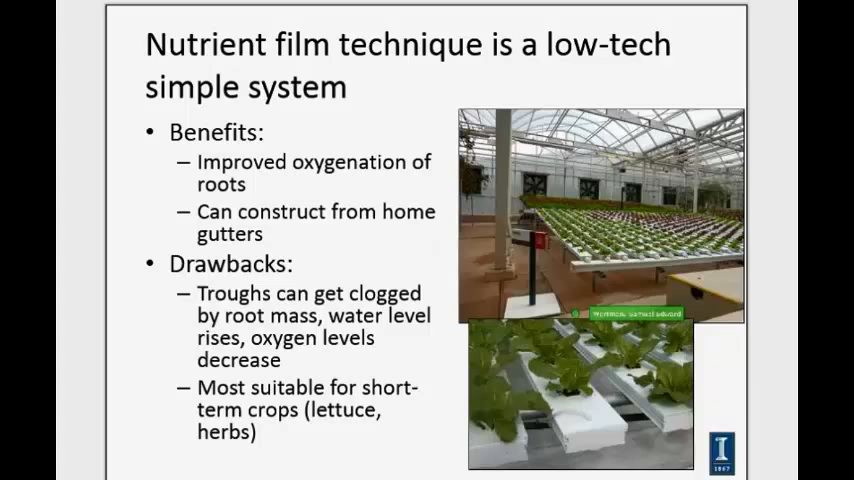 Nutrient film technique is a low-tech
simple system
• Benefits:
– Improved oxygenation of
roots
– Can construct from home
gutters
• Drawbacks:
– Troughs can get clogged
by root mass, water level
rises, oxygen levels
decrease
– Most suitable for short-
term crops (lettuce,
herbs)
I
1867